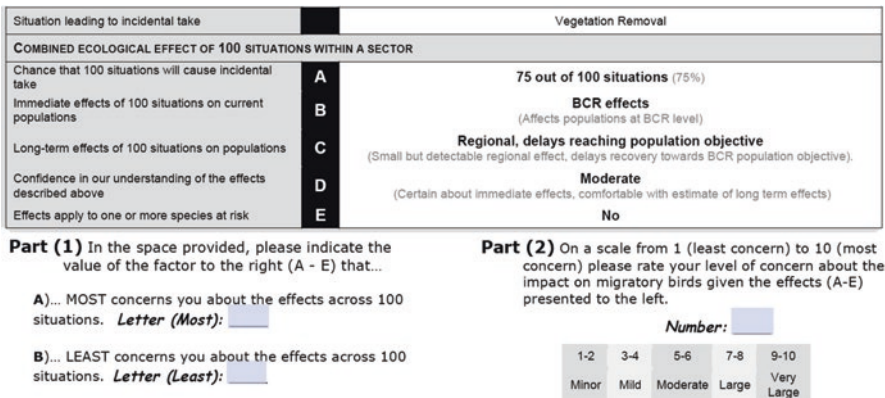 Situation leading to incidental take Vegetation Removal
COMBINED ECOLOGICAL EFFECT OF 100 SITUATIONS WITHIN A SECTOR
Chance that 100 situations will cause incidental
take
A
75 out of 100 situations (75%)
Immediate effects of 100 situations on current
populations
B
BCR effects
(Affects populations at BCR level)
Long-term effects of 100 situations on populations
C
Regional, delays reaching population objective
(Small but detectable regional effect, delays recovery towards BCR population objective).
Confidence in our understanding of the effects
described above
D
Moderate
(Certain about immediate effects, comfortable with estimate of long term effects)
Effects apply to one or more species at risk
E
No
Part (1) In the space provided, please indicate the
value of the factor to the right (A - E) that...
A)... MOST concerns you about the effects across 100
situations. Letter (Most):
B)... LEAST concerns you about the effects across 100
situations. Letter (Least):
Part (2) On a scale from 1 (least concern) to 10 (most
concern) please rate your level of concern about the
impact on migratory birds given the effects (A-E)
presented to the left.
Number:
1-2 3-4 5-6 7-8 9-10
Minor Mild Moderate Large Very
Large